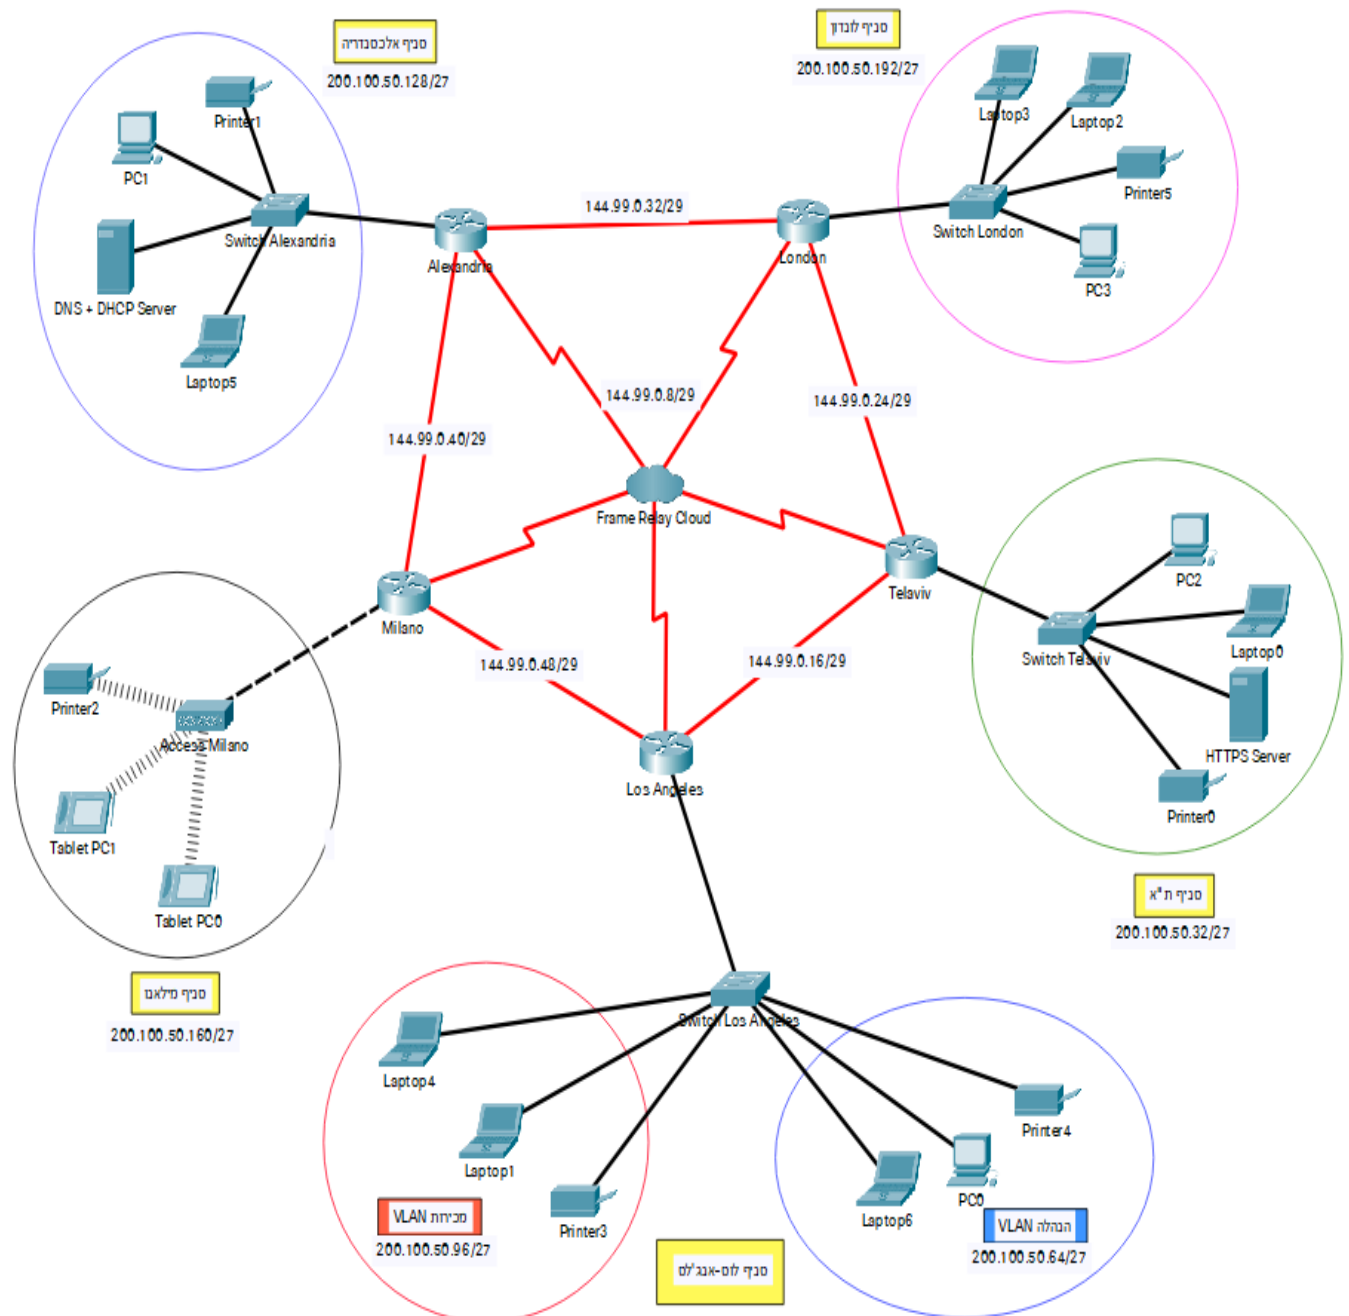 סניף אלכסנדריה
200.100.50.128/27
סניף לונדון
200.100.50.192/27
Printer1
PC1
Switch Alexandria
DNS + DHCP Server
Laptop5
Alexandria
144.99.0.32/29
London
Laptop3
Laptop2
Printer5
Switch London
PC3
144.99.0.8/29
144.99.0.24/29
144.99.0.40/29
Frame Relay Cloud
Milano
Telaviv
PC2
Laptop0
Switch Telaviv
HTTPS Server
Printer0
144.99.0.48/29
144.99.0.16/29
Printer2
Access Milano
Tablet PC1
Tablet PC0
Los Angeles
סניף ת"א
200.100.50.32/27
סניף מילאנו
200.100.50.160/27
Switch Los Angeles
Laptop4
Laptop1
Printer3
Printer4
PC0
Laptop6
VLAN מכירות
200.100.50.96/27
VLAN הנהלה
200.100.50.64/27
סניף לוס-אנג'לס